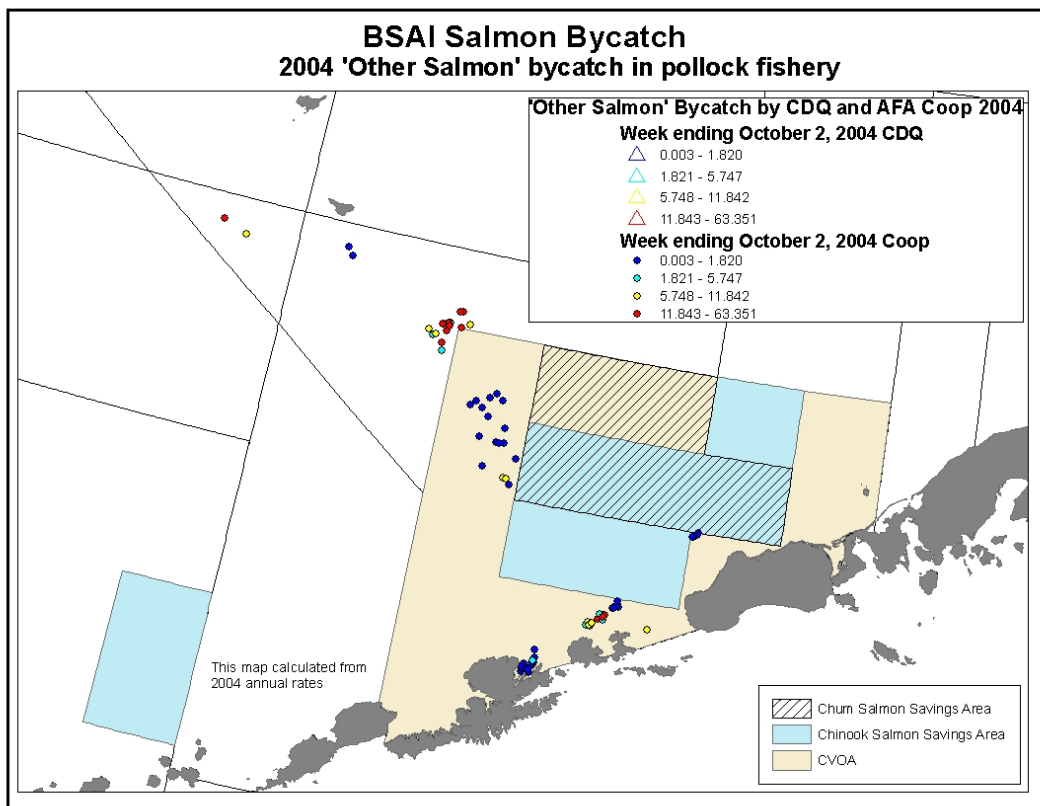 BSAI Salmon Bycatch
2004 'Other Salmon' bycatch in pollock fishery
'Other Salmon' Bycatch by CDQ and AFA Coop 2004
Week ending October 2, 2004 CDQ
0.003 - 1.820
1.821 - 5.747
5.748 - 11.842
11.843 - 63.351
Week ending October 2, 2004 Coop
0.003 - 1.820
1.821 - 5.747
5.748 - 11.842
11.843 - 63.351
This map calculated from
2004 annual rates
Chum Salmon Savings Area
Chinook Salmon Savings Area
CVOA